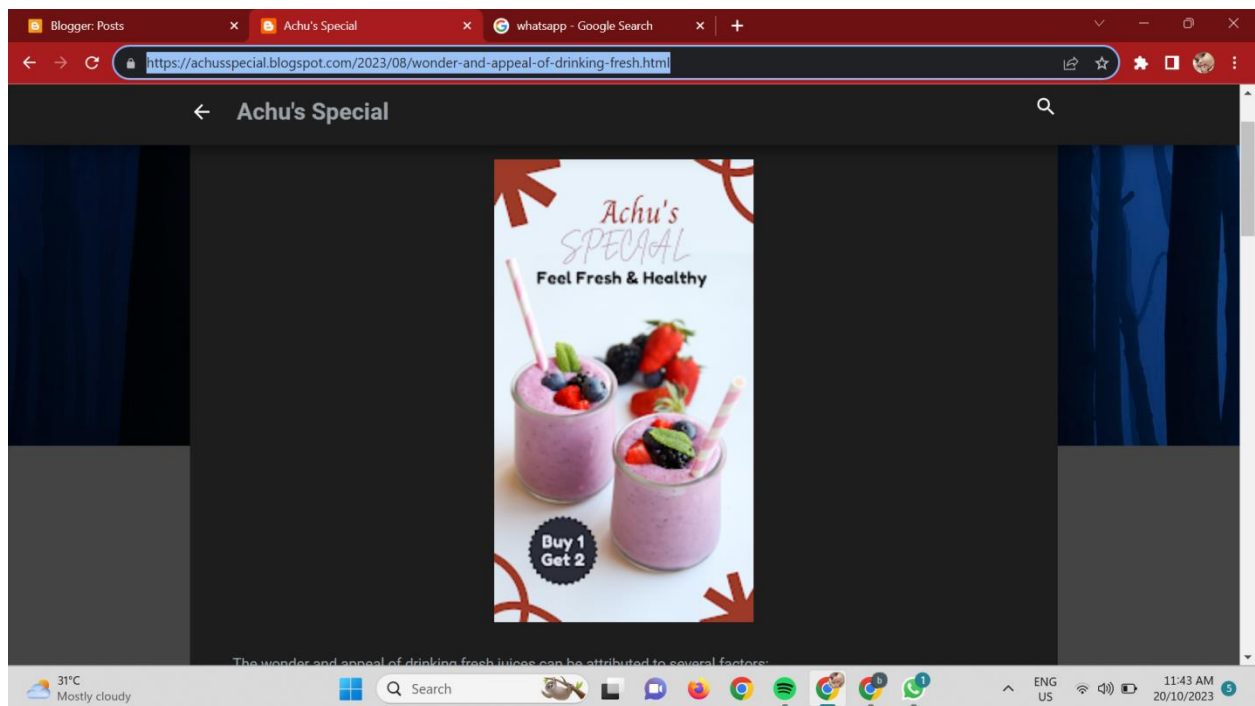 Blogger: Posts
Achu's Special
whatsapp - Google Search
https://achusspecial.blogspot.com/2023/08/wonder-and-appeal-of-drinking-fresh.html
Achu's Special
Achu's
SPECIAL
Feel Fresh & Healthy
Buy 1
Get 2
The wonder and appeal of drinking fresh juices can be attributed to several factors:
31°C
Mostly cloudy
Search
1
ENG
US
11:43 AM
20/10/2023
5